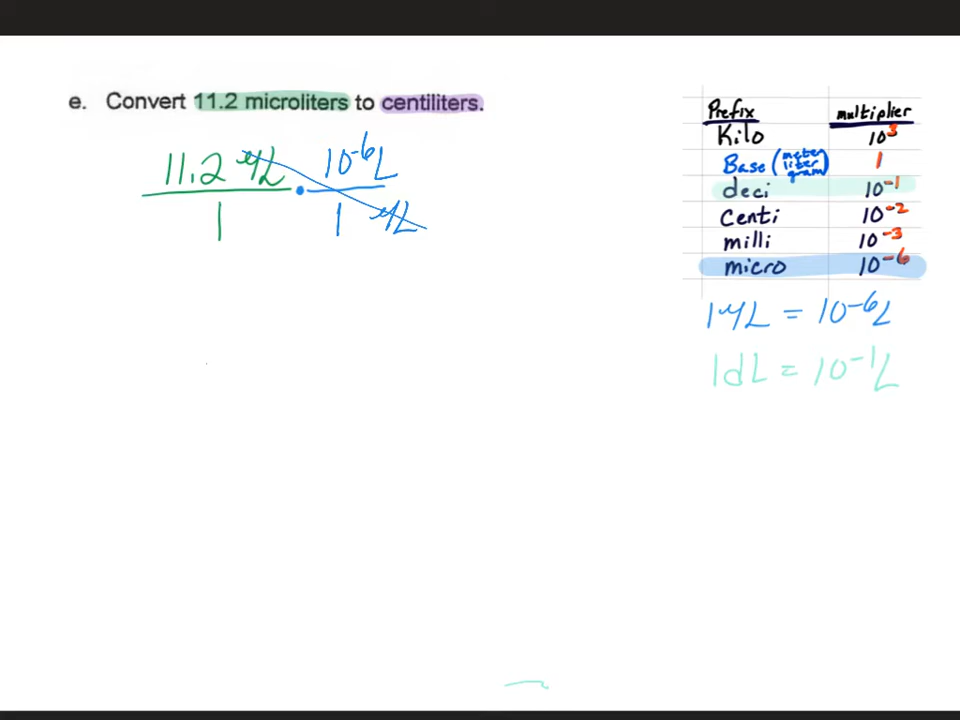 e. Convert 11.2 microliters to centiliters.
11.2 μL / 1 · 10^-6 L / 1 μL
Prefix multiplier
Kilo 10^3
Base (meter liter gram) 1
deci 10^-1
Centi 10^-2
milli 10^-3
micro 10^-6
1 μL = 10^-6 L
1 dL = 10^-1 L